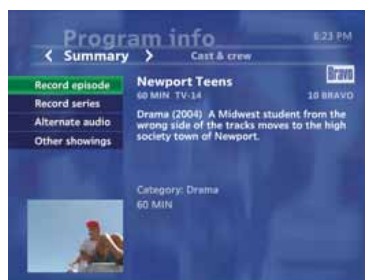 Program info
6:23 PM
< Summary >
Cast & crew
Record episode
Record series
Alternate audio
Other showings
Newport Teens
Bravo
60 MIN TV-14
10 BRAVO
Drama (2004) A Midwest student from the
wrong side of the tracks moves to the high
society town of Newport.
Category: Drama
60 MIN